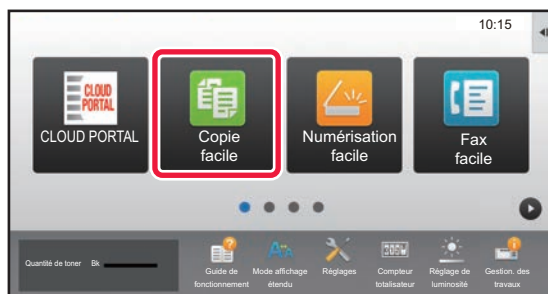 10:15
CLOUD
PORTAL
CLOUD PORTAL
Copie
facile
Numérisation
facile
Fax
facile
Quantité de toner Bk
Guide de
fonctionnement
Mode affichage
étendu
Réglages
Compteur
totalisateur
Réglage de
luminosité
Gestion. des
travaux